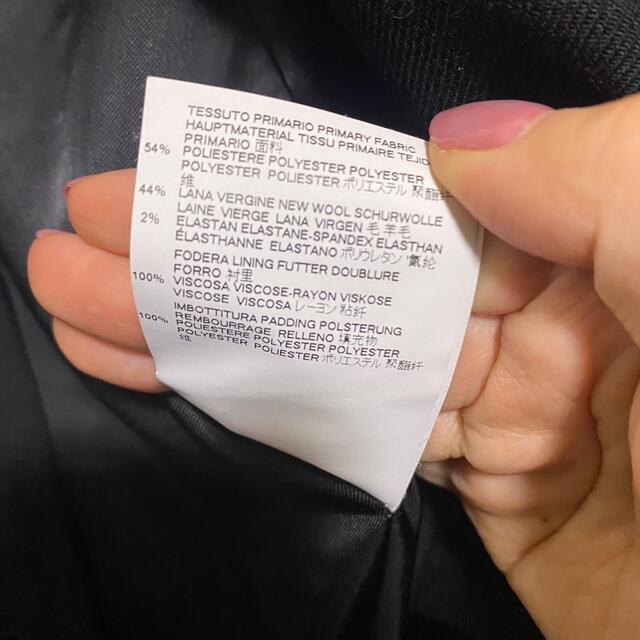 TESSUTO PRIMARIO PRIMARY FABRIC
HAUPTMATERIAL TISSU PRIMAIRE TEJID
PRIMARIO 面料
54% POLIESTERE POLYESTER POLYESTER
POLYESTER POLIESTER ポリエステル 聚酯纤
维
44% LANA VERGINE NEW WOOL SCHURWOLLE
LAINE VIERGE LANA VIRGEN 毛 羊毛
2% ELASTAN ELASTANE-SPANDEX ELASTHAN
ÉLASTHANNE ELASTANO ポリウレタン 氨纶
FODERA LINING FUTTER DOUBLURE
FORRO 衬里
100% VISCOSA VISCOSE-RAYON VISKOSE
VISCOSE VISCOSA レーヨン 粘纤
IMBOTTITURA PADDING POLSTERUNG
REMBOURRAGE RELLENO 填充物
100% POLIESTERE POLYESTER POLYESTER
POLYESTER POLIESTER ポリエステル 聚酯纤
维